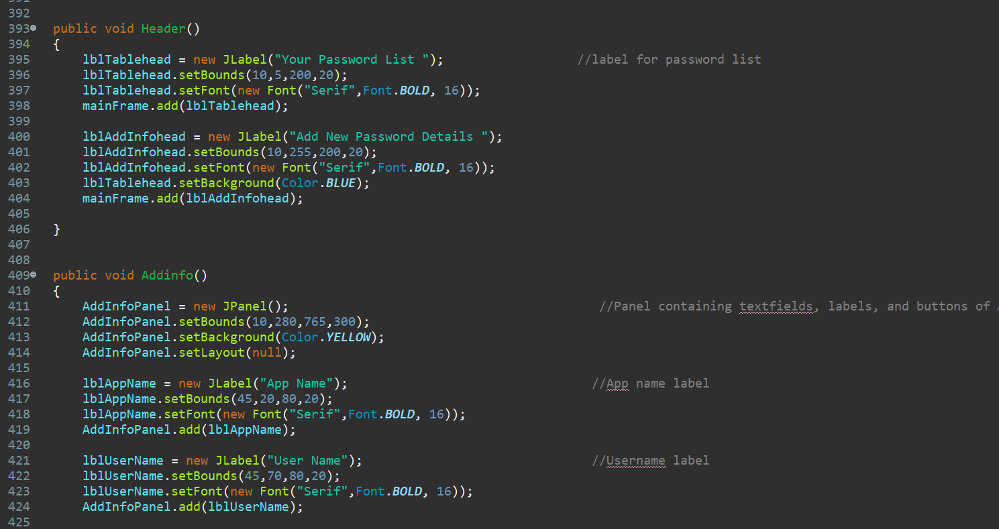 392
393 public void Header()
394 {
395 lblTablehead = new JLabel("Your Password List "); //label for password list
396 lblTablehead.setBounds(10,5,200,20);
397 lblTablehead.setFont(new Font("Serif",Font.BOLD, 16));
398 mainFrame.add(lblTablehead);
399
400 lblAddInfohead = new JLabel("Add New Password Details ");
401 lblAddInfohead.setBounds(10,255,200,20);
402 lblAddInfohead.setFont(new Font("Serif",Font.BOLD, 16));
403 lblTablehead.setBackground(Color.BLUE);
404 mainFrame.add(lblAddInfohead);
405
406 }
407
408
409 public void Addinfo()
410 {
411 AddInfoPanel = new JPanel(); //Panel containing textfields, labels, and buttons of
412 AddInfoPanel.setBounds(10,280,765,300);
413 AddInfoPanel.setBackground(Color.YELLOW);
414 AddInfoPanel.setLayout(null);
415
416 lblAppName = new JLabel("App Name"); //App name label
417 lblAppName.setBounds(45,20,80,20);
418 lblAppName.setFont(new Font("Serif",Font.BOLD, 16));
419 AddInfoPanel.add(lblAppName);
420
421 lblUserName = new JLabel("User Name"); //Username label
422 lblUserName.setBounds(45,70,80,20);
423 lblUserName.setFont(new Font("Serif",Font.BOLD, 16));
424 AddInfoPanel.add(lblUserName);
425